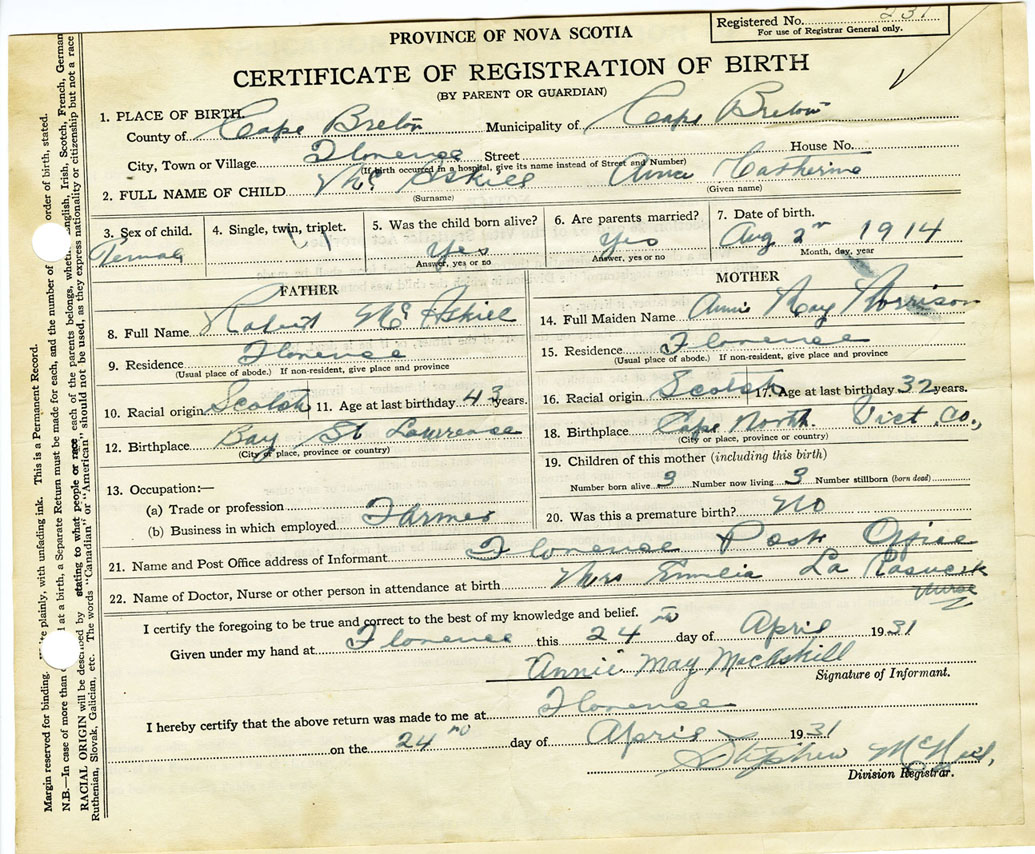 PROVINCE OF NOVA SCOTIA
Registered No. 231
For use of Registrar General only.
CERTIFICATE OF REGISTRATION OF BIRTH
(BY PARENT OR GUARDIAN)
1. PLACE OF BIRTH.
County of Cape Breton Municipality of Cape Breton
City, Town or Village Florence Street House No.
(If birth occurred in a hospital, give its name instead of Street and Number)
2. FULL NAME OF CHILD Mc Askill Anna Catherine
(Surname) (Given name)
3. Sex of child. Female
4. Single, twin, triplet.
5. Was the child born alive? Yes
Answer, yes or no
6. Are parents married? Yes
Answer, yes or no
7. Date of birth. Aug 2 1914
Month, day, year
FATHER
8. Full Name Robert Mc Askill
9. Residence Florence
(Usual place of abode.) If non-resident, give place and province
10. Racial origin Scotch 11. Age at last birthday 43 years.
12. Birthplace Bay St Lawrence
(City or place, province or country)
13. Occupation:—
(a) Trade or profession
(b) Business in which employed Farmer
MOTHER
14. Full Maiden Name Annie May Morrison
15. Residence Florence
(Usual place of abode.) If non-resident, give place and province
16. Racial origin Scotch 17. Age at last birthday 32 years.
18. Birthplace Cape North. Vict. Co.,
(City or place, province or country)
19. Children of this mother (including this birth)
Number born alive 3 Number now living 3 Number stillborn (born dead)
20. Was this a premature birth? No
21. Name and Post Office address of Informant Florence Post Office
22. Name of Doctor, Nurse or other person in attendance at birth Mrs Emilia La
Nurse
I certify the foregoing to be true and correct to the best of my knowledge and belief.
Given under my hand at Florence this 24 day of April 1931
Annie May MacAskill
Signature of Informant.
I hereby certify that the above return was made to me at Florence
on the 24 day of April 1931
Stephen McNeil,
Division Registrar.
Margin reserved for binding. plainly, with unfading ink. This is a Permanent Record.
N.B.—In case of more than at a birth, a Separate Return must be made for each, and the number of order of birth, stated.
RACIAL ORIGIN will be described by stating to what people or race each of the parents belongs, English, Irish, Scotch, French, German
Ruthenian, Slovak, Galician, etc. The words "Canadian" or "American" should not be used, as they express nationality or citizenship but not a race